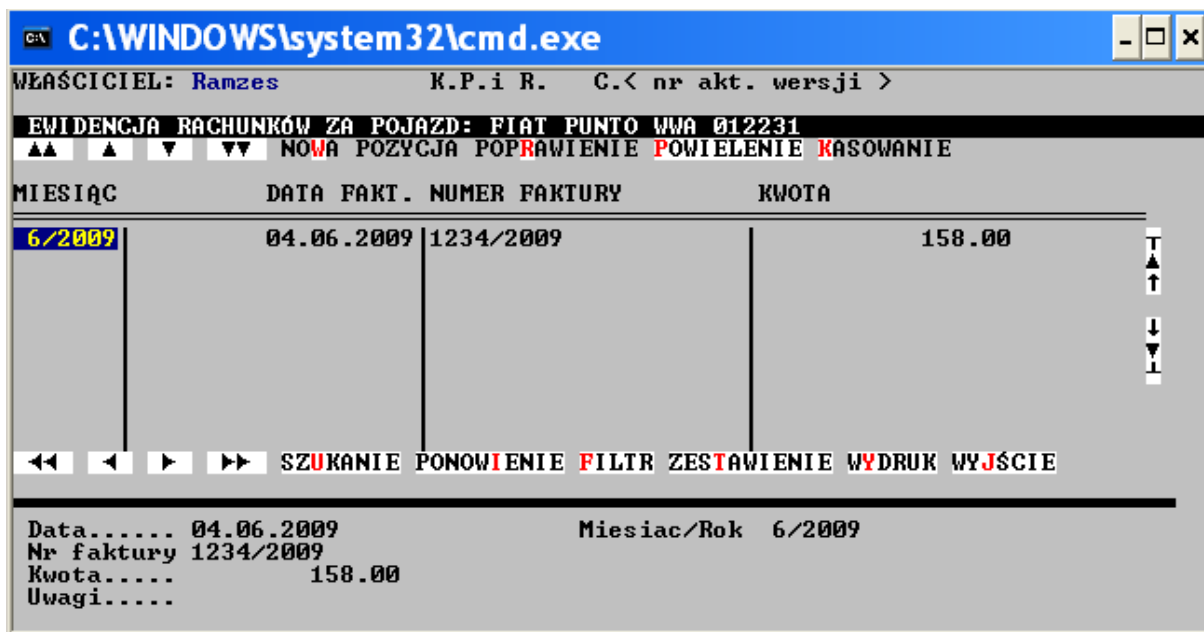 C:\WINDOWS\system32\cmd.exe
WŁAŚCICIEL: Ramzes K.P.i R. C.< nr akt. wersji >
EWIDENCJA RACHUNKÓW ZA POJAZD: FIAT PUNTO WWA 012231
NOWA POZYCJA POPRAWIENIE POWIELENIE KASOWANIE
MIESIĄC DATA FAKT. NUMER FAKTURY KWOTA
6/2009 04.06.2009 1234/2009 158.00
SZUKANIE PONOWIENIE FILTR ZESTAWIENIE WYDRUK WYJŚCIE
Data...... 04.06.2009 Miesiac/Rok 6/2009
Nr faktury 1234/2009
Kwota..... 158.00
Uwagi.....